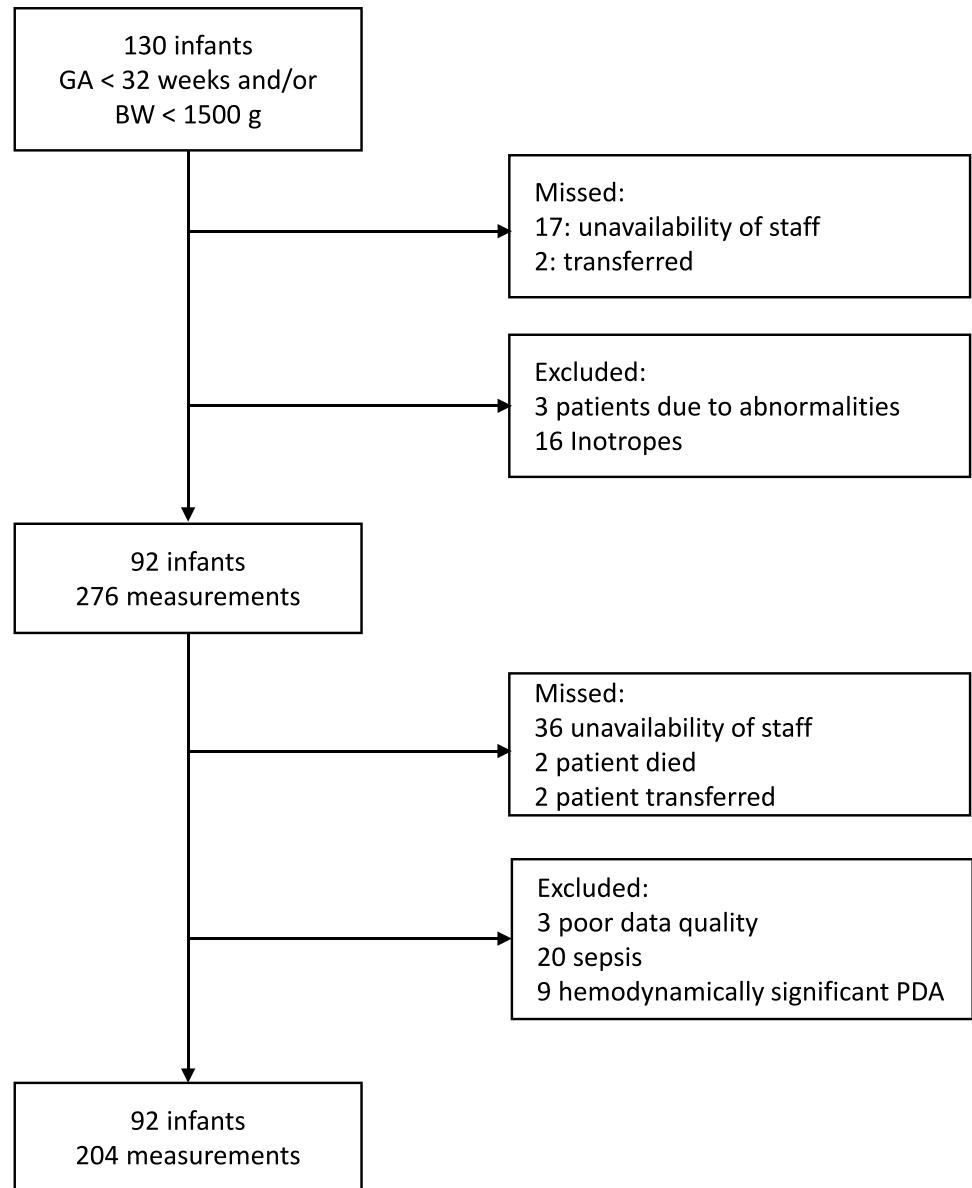 130 infants
GA < 32 weeks and/or
BW < 1500 g
Missed:
17: unavailability of staff
2: transferred
Excluded:
3 patients due to abnormalities
16 Inotropes
92 infants
276 measurements
Missed:
36 unavailability of staff
2 patient died
2 patient transferred
Excluded:
3 poor data quality
20 sepsis
9 hemodynamically significant PDA
92 infants
204 measurements